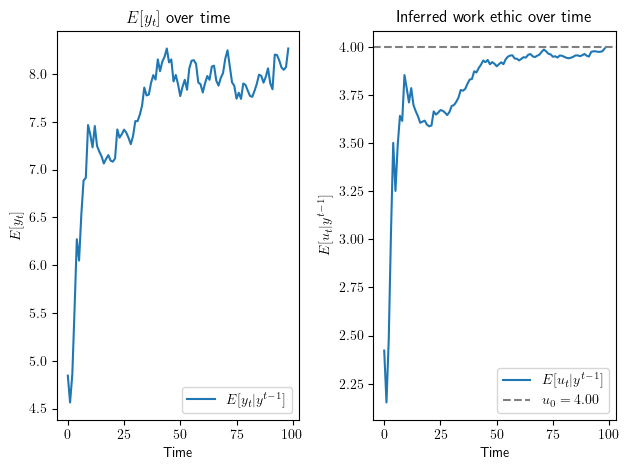 E[y_t] over time
8.0
7.5
7.0
6.5
6.0
5.5
5.0
4.5
E[y_t]
0
25
50
75
100
Time
E[y_t|y^{t−1}]
Inferred work ethic over time
4.00
3.75
3.50
3.25
3.00
2.75
2.50
2.25
E[u_t|y^{t−1}]
0
25
50
75
100
Time
E[u_t|y^{t−1}]
u_0 = 4.00